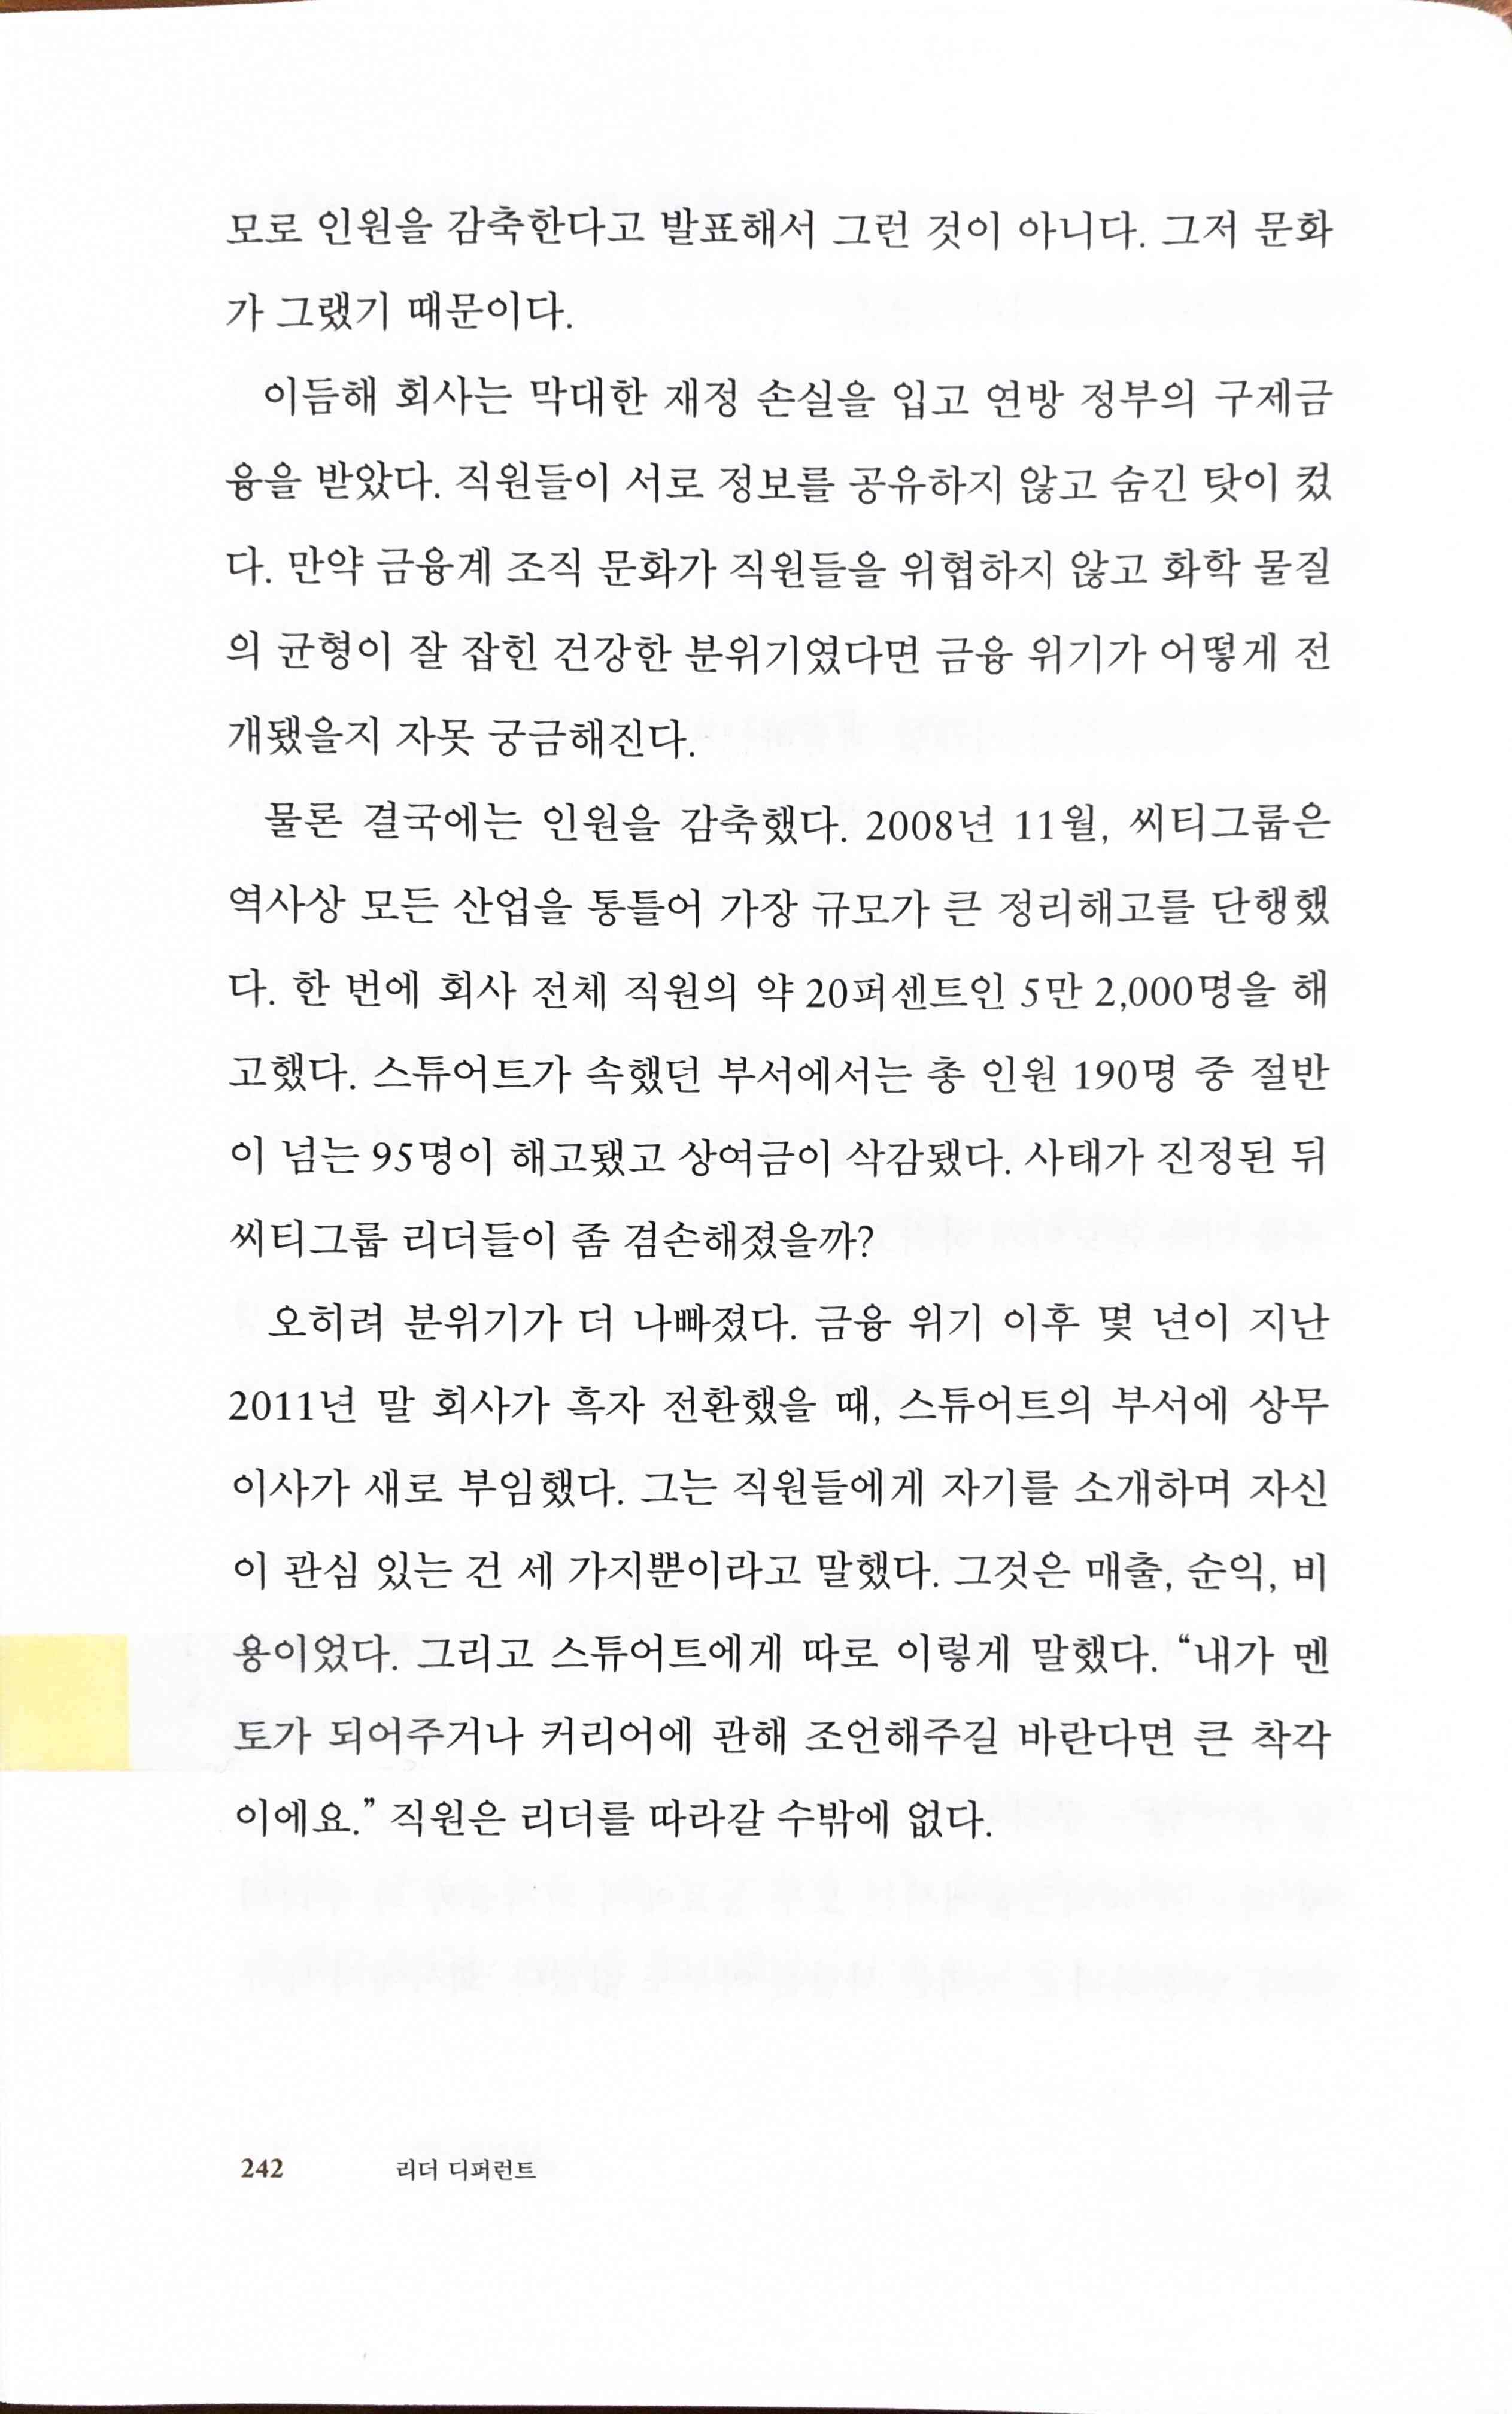 모로 인원을 감축한다고 발표해서 그런 것이 아니다. 그저 문화
가 그랬기 때문이다.
이듬해 회사는 막대한 재정 손실을 입고 연방 정부의 구제금
융을 받았다. 직원들이 서로 정보를 공유하지 않고 숨긴 탓이 컸
다. 만약 금융계 조직 문화가 직원들을 위협하지 않고 화학 물질
의 균형이 잘 잡힌 건강한 분위기였다면 금융 위기가 어떻게 전
개됐을지 자못 궁금해진다.
물론 결국에는 인원을 감축했다. 2008년 11월, 씨티그룹은
역사상 모든 산업을 통틀어 가장 규모가 큰 정리해고를 단행했
다. 한 번에 회사 전체 직원의 약 20퍼센트인 5만 2,000명을 해
고했다. 스튜어트가 속했던 부서에서는 총 인원 190명 중 절반
이 넘는 95명이 해고됐고 상여금이 삭감됐다. 사태가 진정된 뒤
씨티그룹 리더들이 좀 겸손해졌을까?
오히려 분위기가 더 나빠졌다. 금융 위기 이후 몇 년이 지난
2011년 말 회사가 흑자 전환했을 때, 스튜어트의 부서에 상무
이사가 새로 부임했다. 그는 직원들에게 자기를 소개하며 자신
이 관심 있는 건 세 가지뿐이라고 말했다. 그것은 매출, 순익, 비
용이었다. 그리고 스튜어트에게 따로 이렇게 말했다. “내가 멘
토가 되어주거나 커리어에 관해 조언해주길 바란다면 큰 착각
이에요.” 직원은 리더를 따라갈 수밖에 없다.
242 리더 디퍼런트